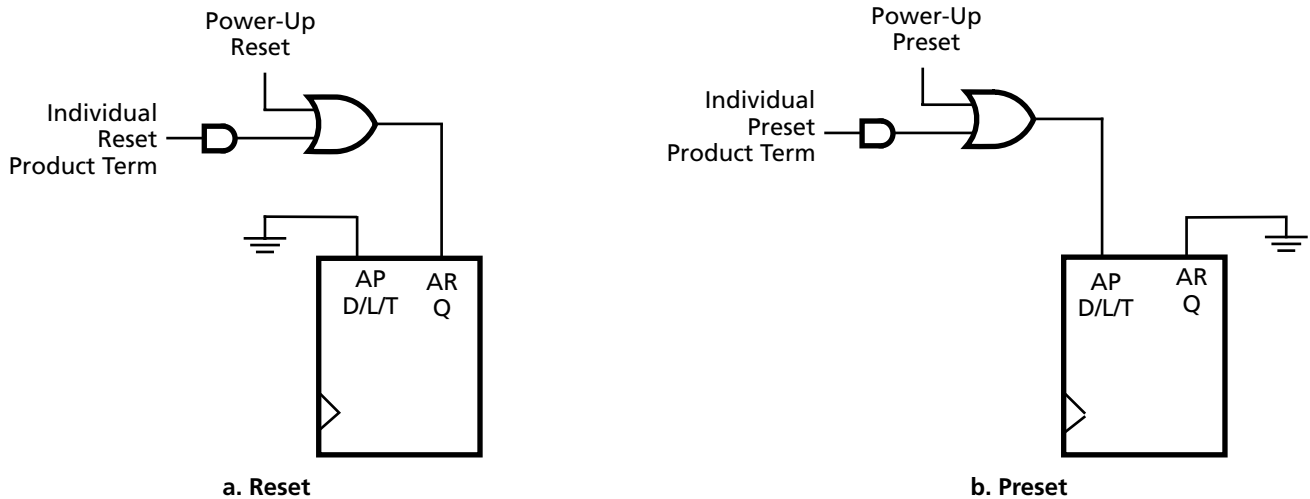 Power-Up
Reset
Individual
Reset
Product Term
AP AR
D/L/T Q
a. Reset
Power-Up
Preset
Individual
Preset
Product Term
AP AR
D/L/T Q
b. Preset